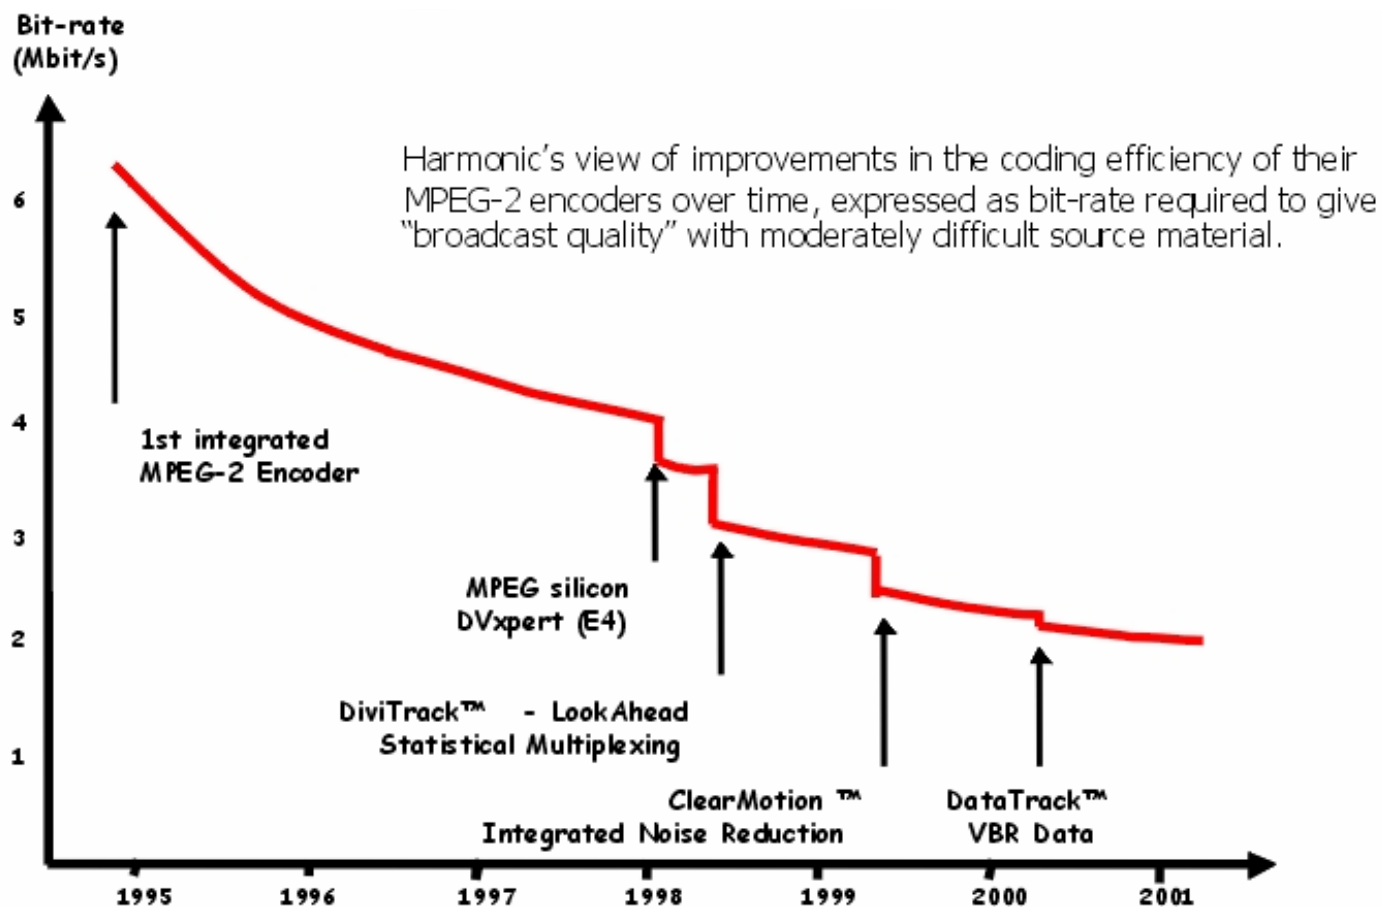 Bit-rate
(Mbit/s)
Harmonic's view of improvements in the coding efficiency of their
MPEG-2 encoders over time, expressed as bit-rate required to give
"broadcast quality" with moderately difficult source material.
6
5
4
3
2
1
1st integrated
MPEG-2 Encoder
MPEG silicon
DVxpert (E4)
DiviTrack™ - LookAhead
Statistical Multiplexing
ClearMotion ™
Integrated Noise Reduction
DataTrack™
VBR Data
1995 1996 1997 1998 1999 2000 2001